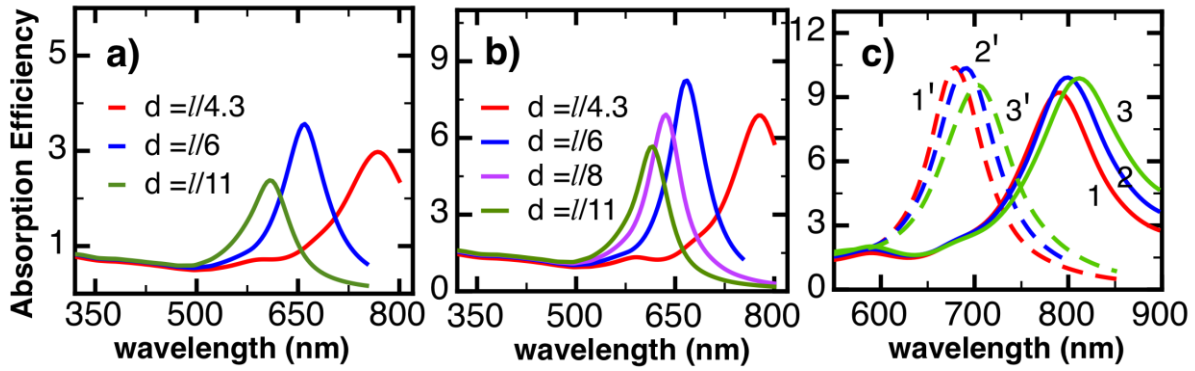 Absorption Efficiency
a)
5
3
1
d =l/4.3
d =l/6
d =l/11
350 500 650 800
wavelength (nm)
b)
9
6
3
0
d =l/4.3
d =l/6
d =l/8
d =l/11
350 500 650 800
wavelength (nm)
c)
12
9
6
3
0
1' 2' 3'
1 2 3
600 700 800 900
wavelength (nm)